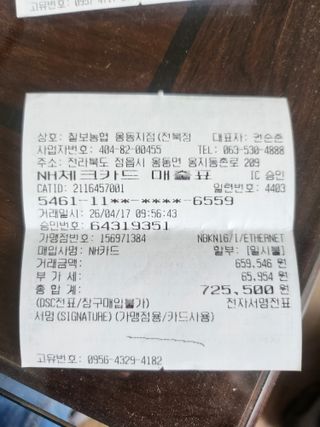 고유번호: 0957-4
상호: 칠보농협 옹동지점(전북정 대표자: 권순춘
사업자번호: 404-82-00455 TEL: 063-530-4888
주소: 전라북도 정읍시 옹동면 옹지동촌로 209
NH체크카드 매출표 IC 승인
CATID: 2116457001 일련번호: 4403
5461-11**-****-6559
거래일시: 26/04/17 09:56:43
승인번호: 64319351
가맹점번호: 156971384 NBKN16/1/ETHERNET
매입사명: NH카드 할부: [일시불]
거래금액: 659,546 원
부 가 세: 65,954 원
총 합 계: 725,500 원
(DSC전표/청구매입불가) 전자서명전표
서명(SIGNATURE)(가맹점용/카드사용)
고유번호: 0956-4329-4182